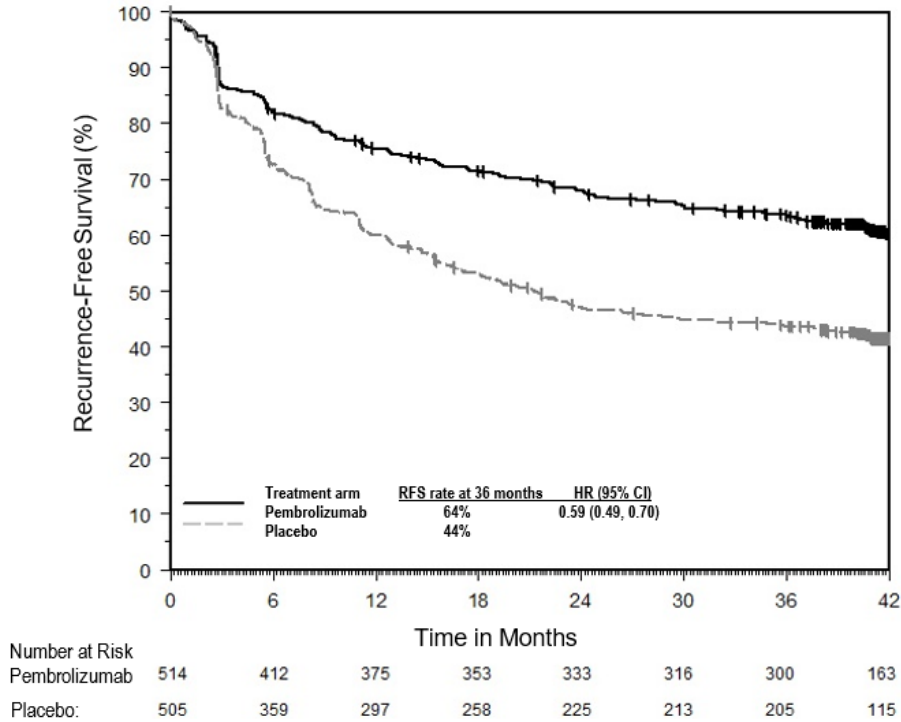 100
90
80
70
60
50
40
30
20
10
0
Recurrence-Free Survival (%)
Treatment arm RFS rate at 36 months HR (95% CI)
Pembrolizumab 64% 0.59 (0.49, 0.70)
Placebo 44%
0 6 12 18 24 30 36 42
Time in Months
Number at Risk
Pembrolizumab 514 412 375 353 333 316 300 163
Placebo: 505 359 297 258 225 213 205 115